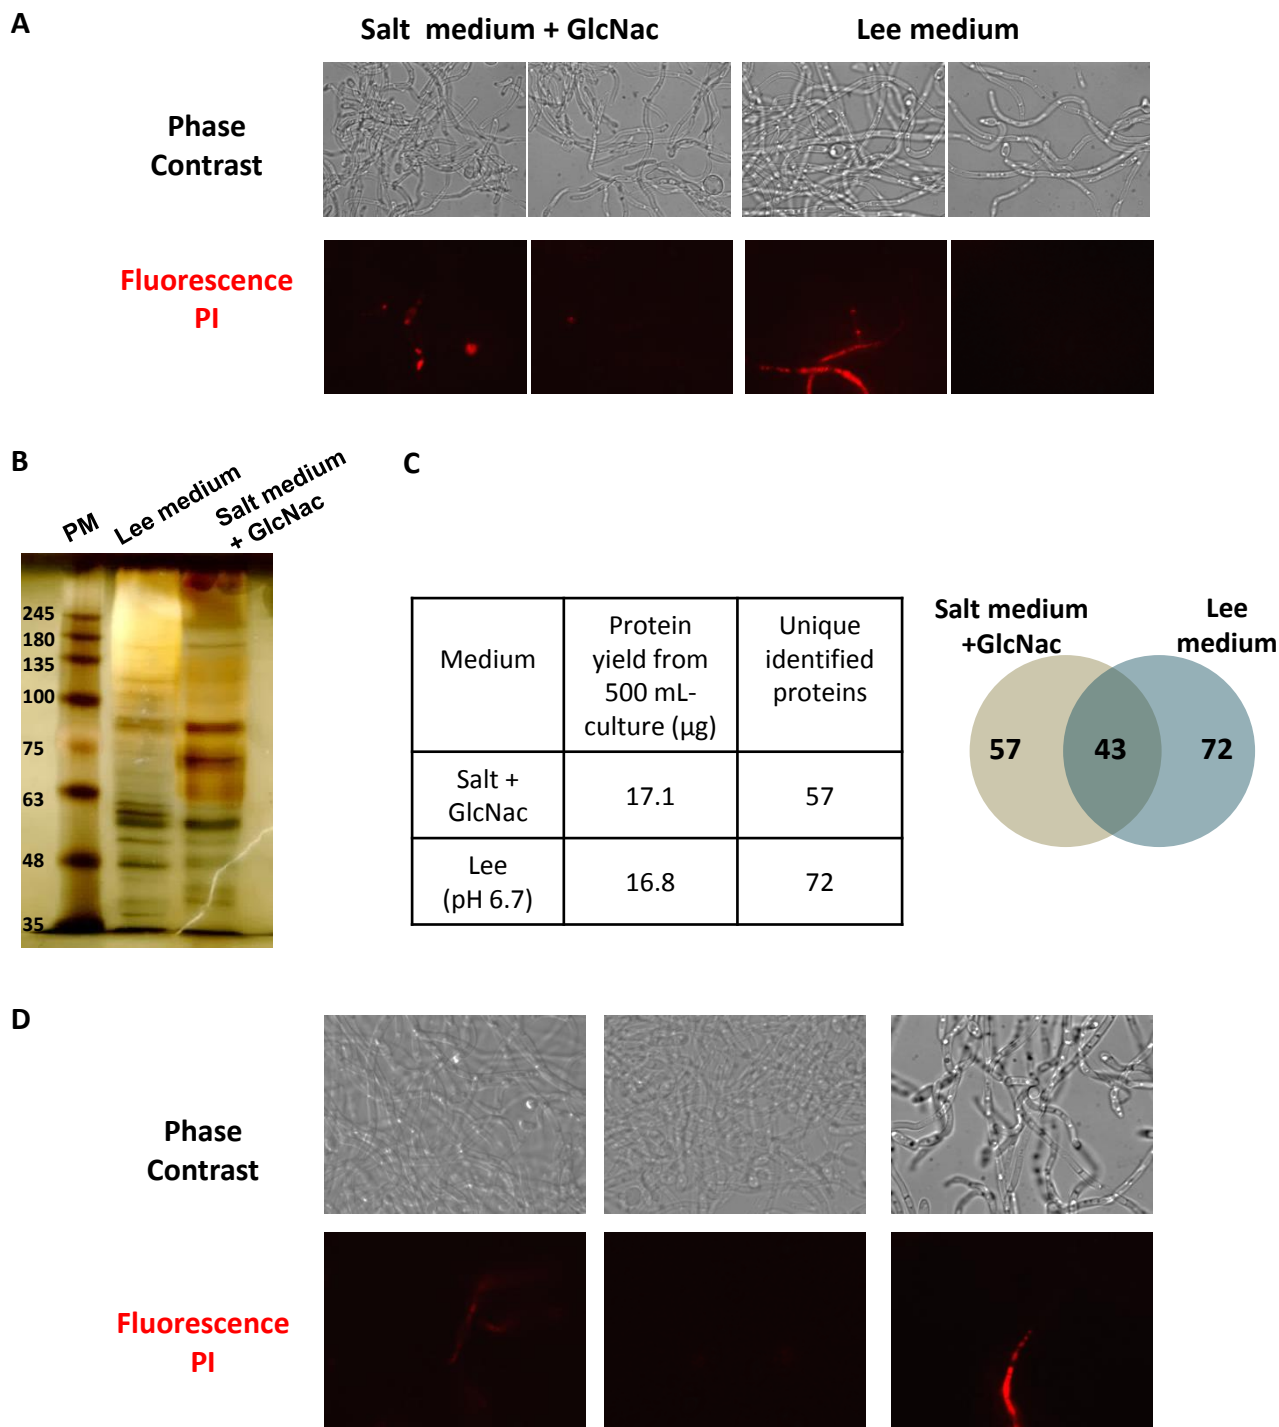 A
Salt medium + GlcNac
Lee medium
Phase
Contrast
Fluorescence
PI
B
PM
Lee medium
Salt medium
+ GlcNac
245
180
135
100
75
63
48
35
C
Medium
Protein
yield from
500 mL-
culture (µg)
Unique
identified
proteins
Salt +
GlcNac
17.1
57
Lee
(pH 6.7)
16.8
72
Salt medium
+GlcNac
Lee
medium
57
43
72
D
Phase
Contrast
Fluorescence
PI